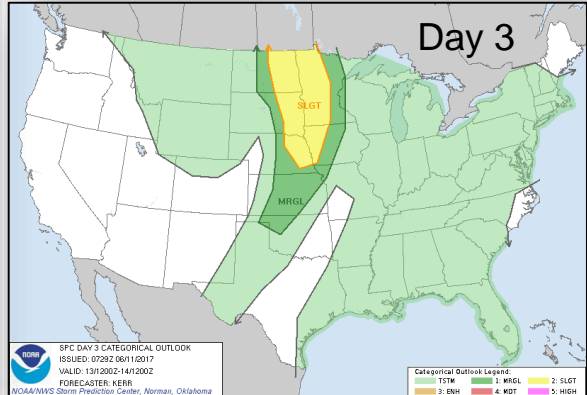 Day 3
SLGT
MRGL
NOAA
SPC DAY 3 CATEGORICAL OUTLOOK
ISSUED: 0729Z 06/11/2017
VALID: 13/1200Z-14/1200Z
FORECASTER: KERR
NOAA/NWS Storm Prediction Center, Norman, Oklahoma
Categorical Outlook Legend:
TSTM 1: MRGL 2: SLGT
3: ENH 4: MDT 5: HIGH